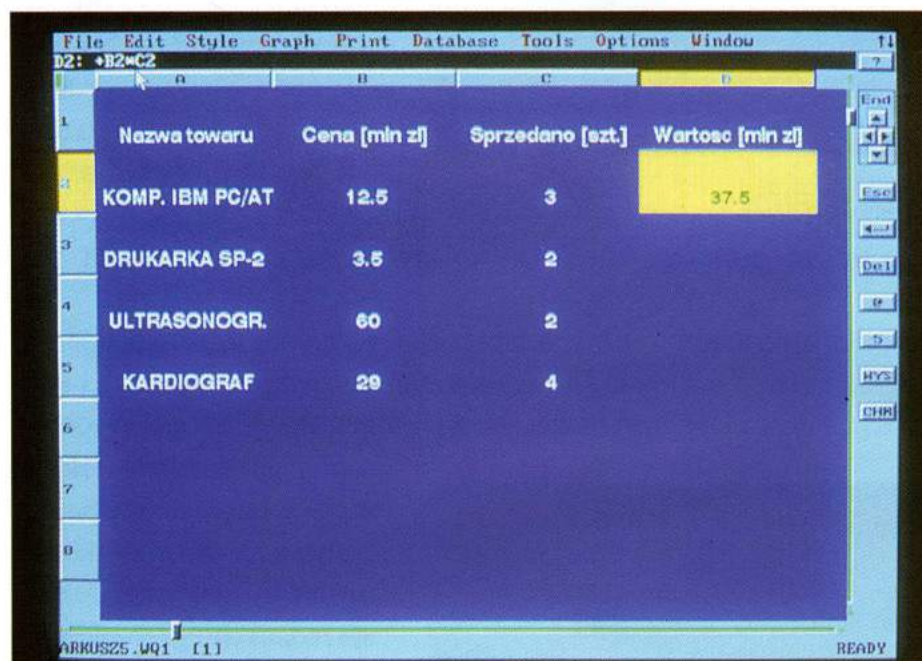 File Edit Style Graph Print Database Tools Options Window ↑↓
D2: +B2*C2 ?
A B C D
End
1 Nazwa towaru Cena [mln zl] Sprzedano [szt.] Wartosc [mln zl]
2 KOMP. IBM PC/AT 12.5 3 37.5
Esc
3 DRUKARKA SP-2 3.5 2
Del
4 ULTRASONOGR. 60 2
@
5
5 KARDIOGRAF 29 4
WYS
CHR
6
7
8
ARKUSZ5.WQ1 [1] READY